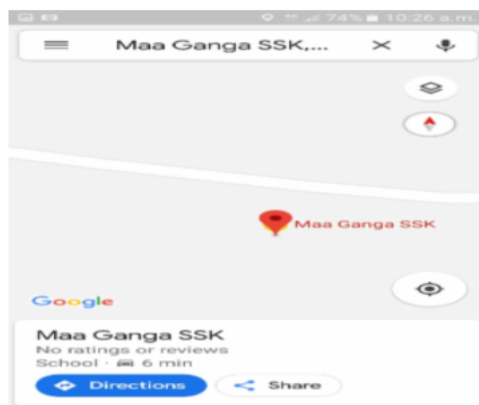 74% 10:26 a.m.
Maa Ganga SSK,...
Maa Ganga SSK
Google
Maa Ganga SSK
No ratings or reviews
School · 6 min
Directions Share